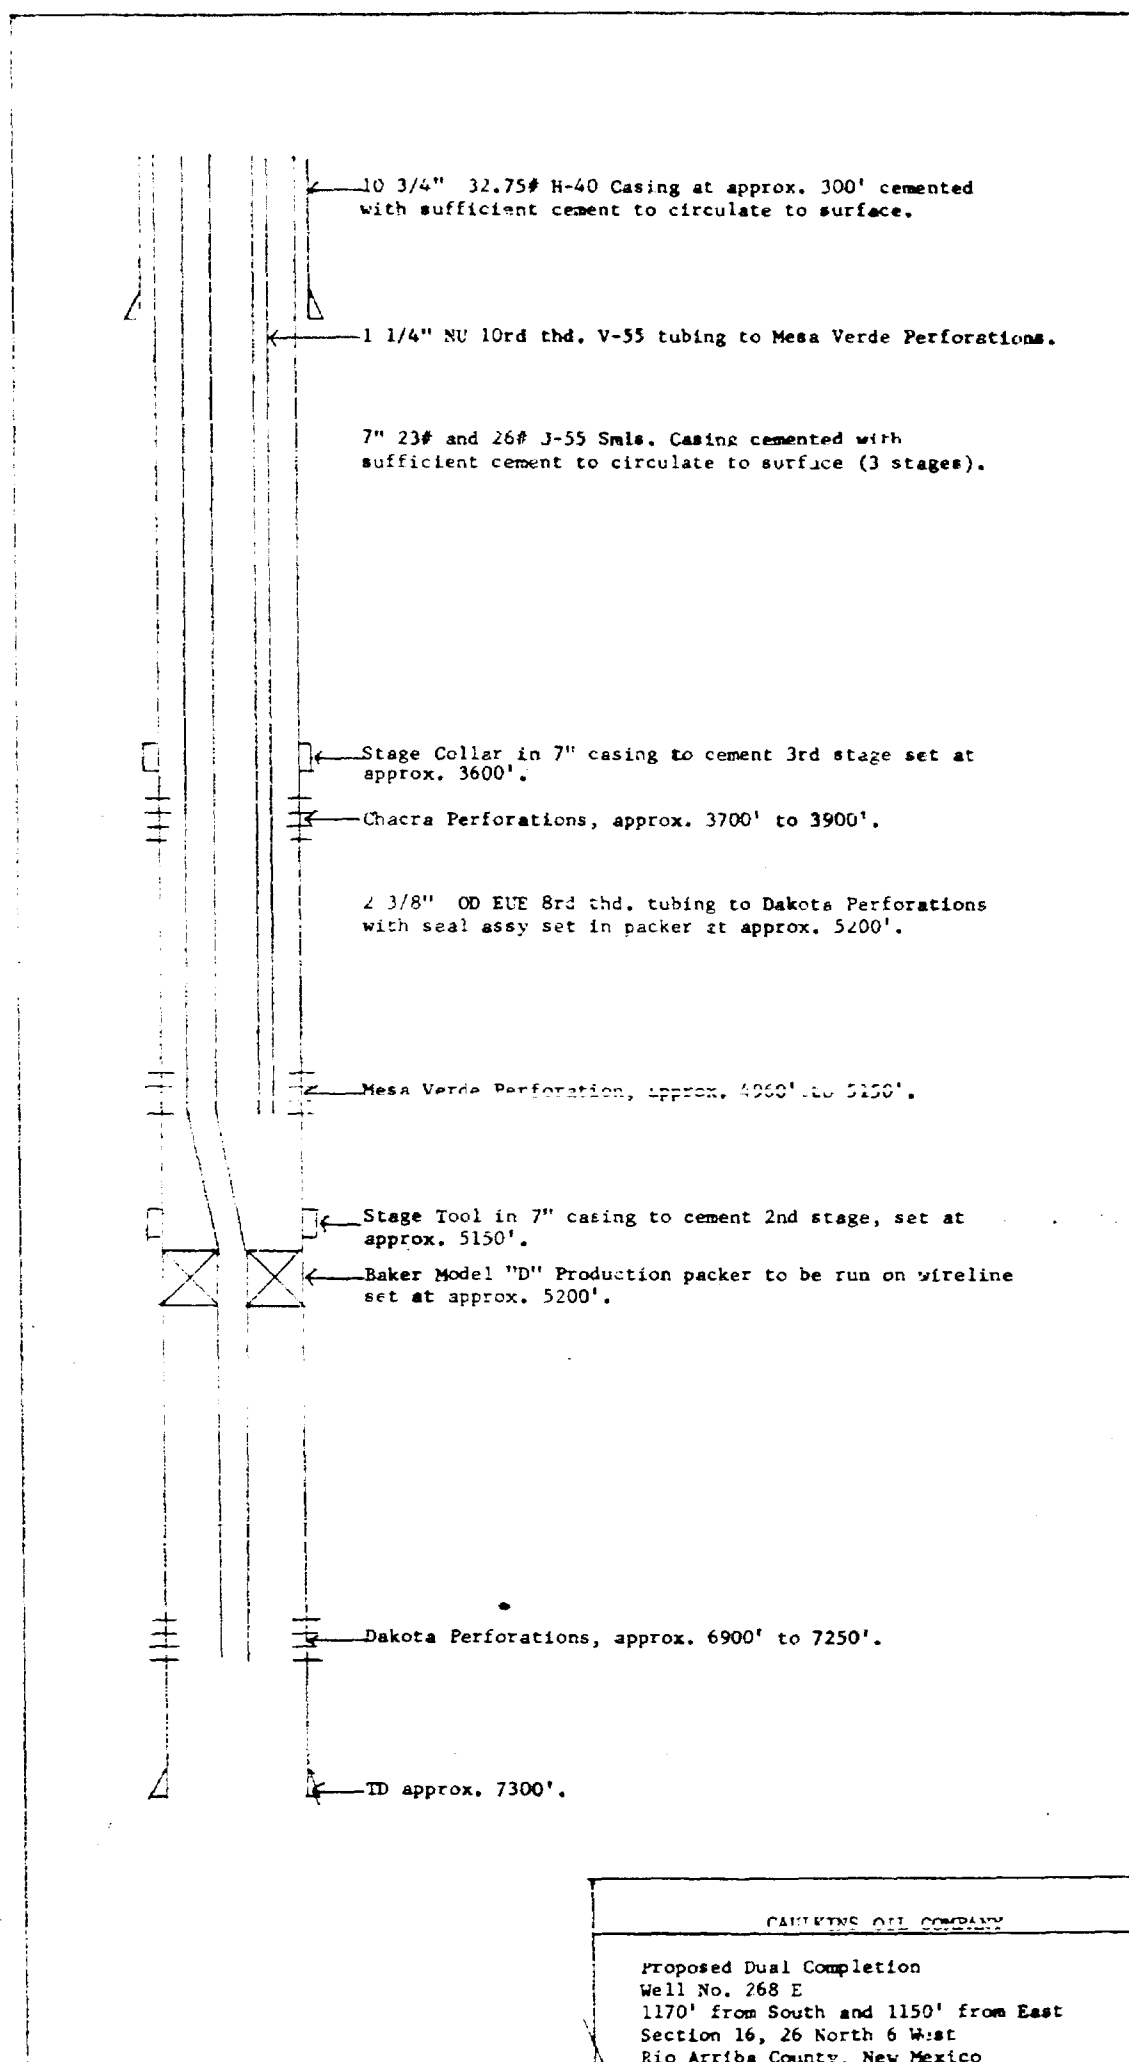 10 3/4" 32.75# H-40 Casing at approx. 300' cemented
with sufficient cement to circulate to surface.
1 1/4" NU 10rd thd. V-55 tubing to Mesa Verde Perforations.
7" 23# and 26# J-55 Smls. Casing cemented with
sufficient cement to circulate to surface (3 stages).
Stage Collar in 7" casing to cement 3rd stage set at
approx. 3600'.
Chacra Perforations, approx. 3700' to 3900'.
2 3/8" OD EUE 8rd thd. tubing to Dakota Perforations
with seal assy set in packer at approx. 5200'.
Mesa Verde Perforation, approx. 4960' to 5150'.
Stage Tool in 7" casing to cement 2nd stage, set at
approx. 5150'.
Baker Model "D" Production packer to be run on wireline
set at approx. 5200'.
Dakota Perforations, approx. 6900' to 7250'.
TD approx. 7300'.
CAULKINS OIL COMPANY
Proposed Dual Completion
Well No. 268 E
1170' from South and 1150' from East
Section 16, 26 North 6 West
Rio Arriba County, New Mexico